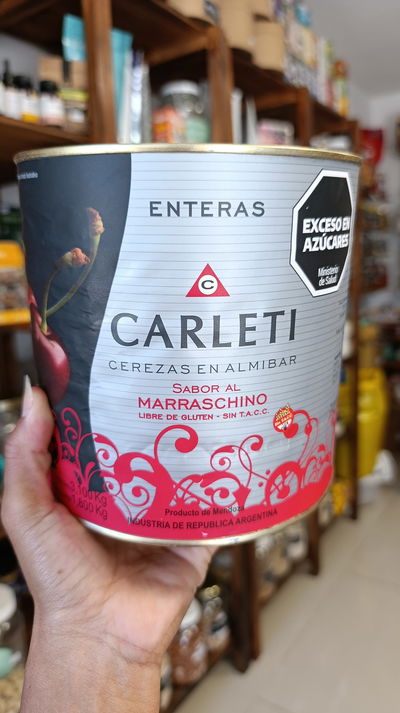 ENTERAS
EXCESO EN
AZÚCARES
Ministerio
de Salud
C
CARLETI
CEREZAS EN ALMIBAR
SABOR AL
MARRASCHINO
LIBRE DE GLUTEN - SIN T.A.C.C.
Producto de Mendoza
INDUSTRIA DE REPUBLICA ARGENTINA